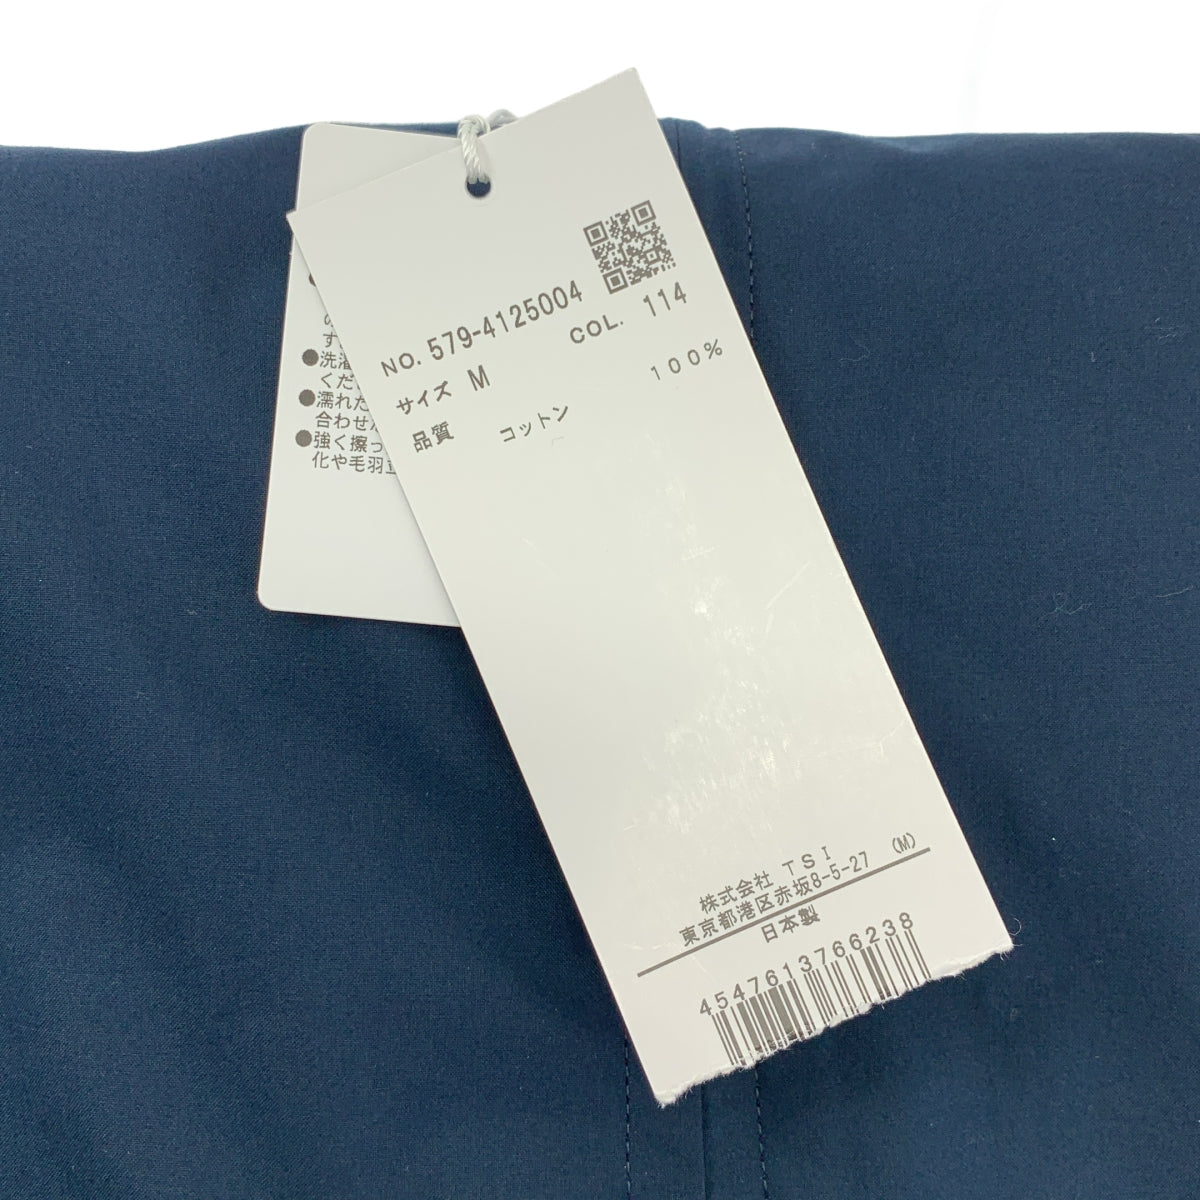 NO. 579-4125004
COL. 114
サイズ M
品質 コットン 100%
株式会社 TSI
東京都港区赤坂8-5-27 (M)
日本製
4547613766238
の
す
●洗濯
くだ
●濡れた
合わせ
●強く擦っ
化や毛羽